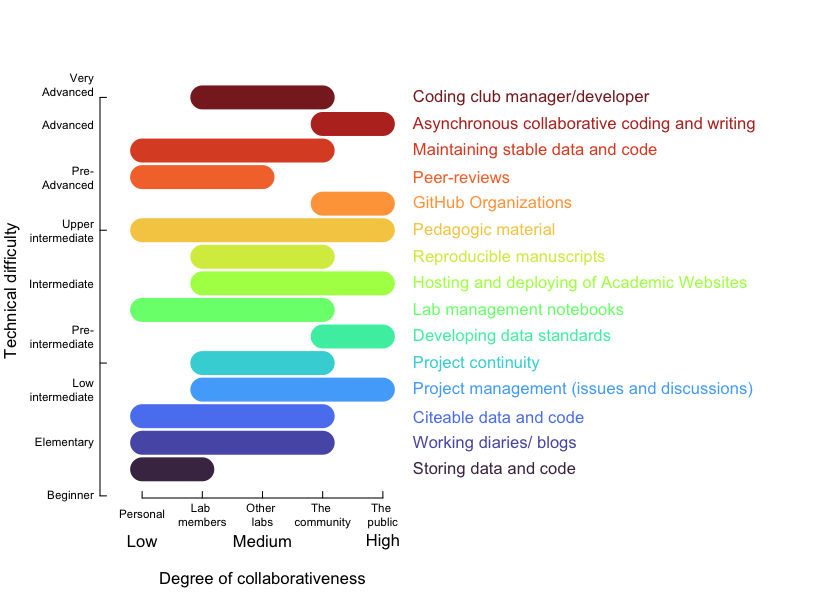 Very
Advanced
Coding club manager/developer
Advanced
Asynchronous collaborative coding and writing
Maintaining stable data and code
Pre-
Advanced
Peer-reviews
GitHub Organizations
Upper
intermediate
Pedagogic material
Reproducible manuscripts
Intermediate
Hosting and deploying of Academic Websites
Lab management notebooks
Pre-
intermediate
Developing data standards
Project continuity
Low
intermediate
Project management (issues and discussions)
Citeable data and code
Elementary
Working diaries/ blogs
Storing data and code
Beginner
Technical difficulty
Personal
Lab
members
Other
labs
The
community
The
public
Low
Medium
High
Degree of collaborativeness